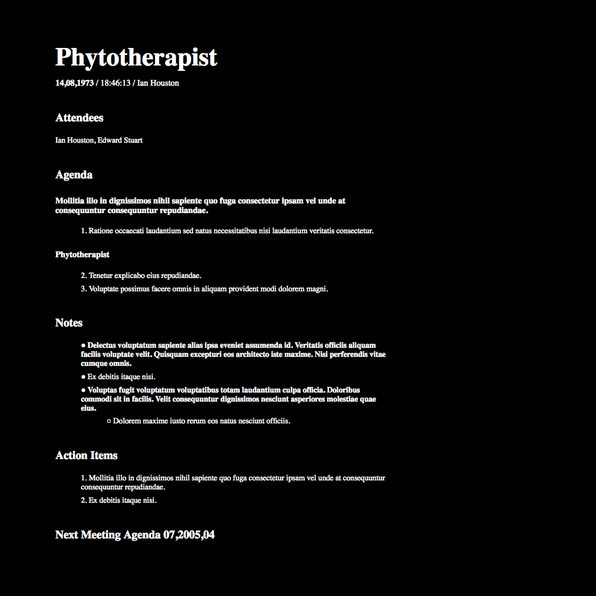 Phytotherapist
14,08,1973 / 18:46:13 / Ian Houston
Attendees
Ian Houston, Edward Stuart
Agenda
Mollitia illo in dignissimos nihil sapiente quo fuga consectetur ipsam vel unde at
consequuntur consequuntur repudiandae.
1. Ratione occaecati laudantium sed natus necessitatibus nisi laudantium veritatis consectetur.
Phytotherapist
2. Tenetur explicabo eius repudiandae.
3. Voluptate possimus facere omnis in aliquam provident modi dolorem magni.
Notes
● Delectus voluptatum sapiente alias ipsa eveniet assumenda id. Veritatis officiis aliquam
facilis voluptate velit. Quisquam excepturi eos architecto iste maxime. Nisi perferendis vitae
cumque omnis.
● Ex debitis itaque nisi.
● Voluptas fugit voluptatum voluptatibus totam laudantium culpa officia. Doloribus
commodi sit in facilis. Velit consequuntur dignissimos nesciunt asperiores molestiae quae
eius.
○ Dolorem maxime iusto rerum eos natus nesciunt officiis.
Action Items
1. Mollitia illo in dignissimos nihil sapiente quo fuga consectetur ipsam vel unde at consequuntur
consequuntur repudiandae.
2. Ex debitis itaque nisi.
Next Meeting Agenda 07,2005,04